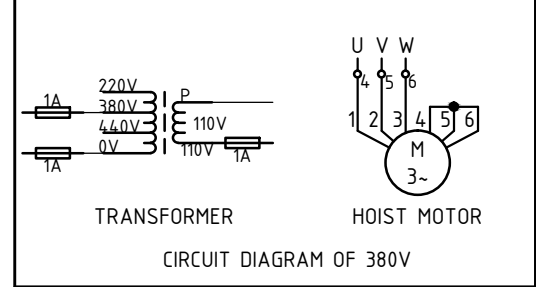 U V W
4 5 6
220V
1A 380V P
440V 110V
0V 110V
1A 1A
1 2 3 4 5 6
M
3~
TRANSFORMER HOIST MOTOR
CIRCUIT DIAGRAM OF 380V